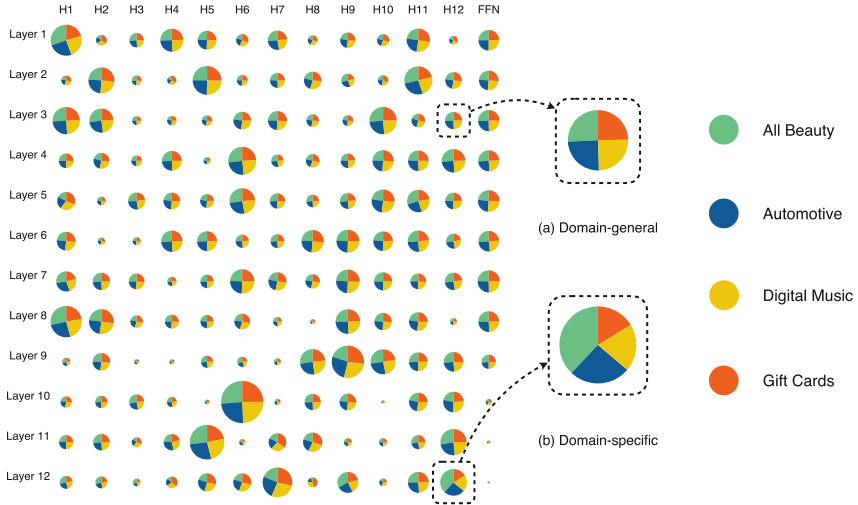 H1 H2 H3 H4 H5 H6 H7 H8 H9 H10 H11 H12 FFN
Layer 1
Layer 2
Layer 3
Layer 4
Layer 5
Layer 6
Layer 7
Layer 8
Layer 9
Layer 10
Layer 11
Layer 12
(a) Domain-general
(b) Domain-specific
All Beauty
Automotive
Digital Music
Gift Cards